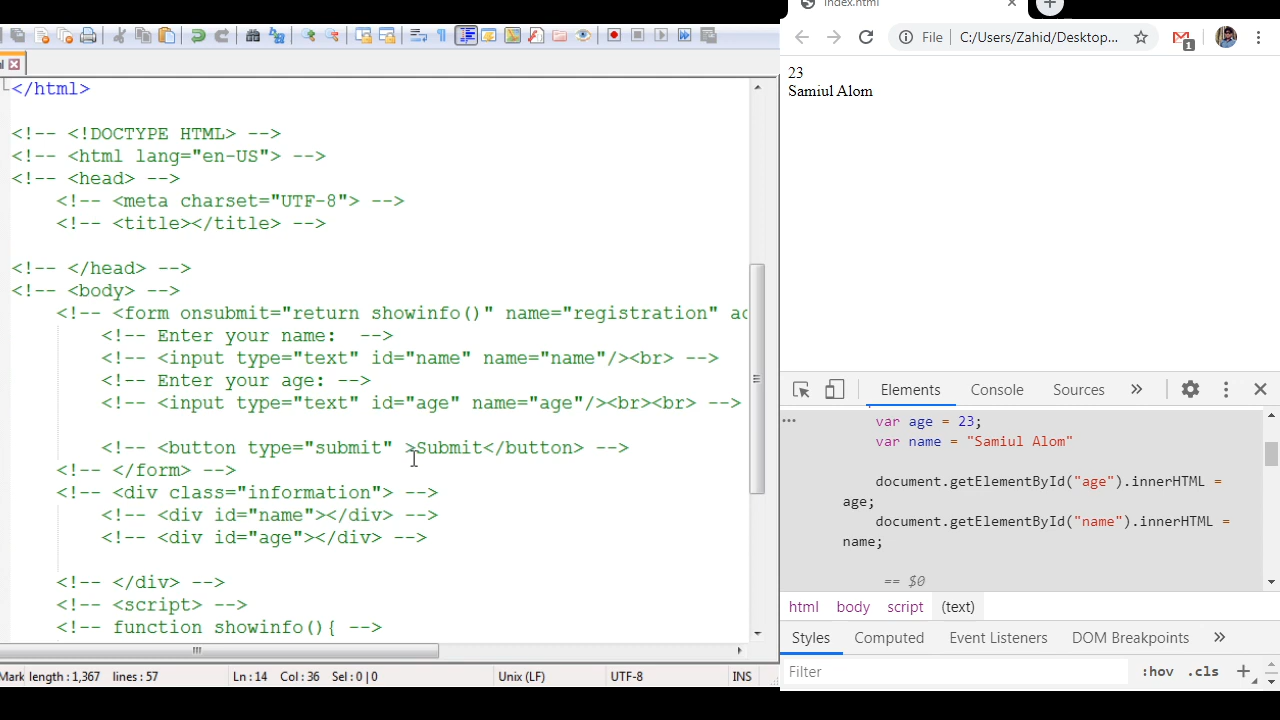 </html>
<!-- <!DOCTYPE HTML> -->
<!-- <html lang="en-US"> -->
<!-- <head> -->
<!-- <meta charset="UTF-8"> -->
<!-- <title></title> -->
<!-- </head> -->
<!-- <body> -->
<!-- <form onsubmit="return showinfo()" name="registration"
<!-- Enter your name:  -->
<!-- <input type="text" id="name" name="name"/><br> -->
<!-- Enter your age: -->
<!-- <input type="text" id="age" name="age"/><br><br> -->
<!-- <button type="submit" >Submit</button> -->
<!-- </form> -->
<!-- <div class="information"> -->
<!-- <div id="name"></div> -->
<!-- <div id="age"></div> -->
<!-- </div> -->
<!-- <script> -->
<!-- function showinfo(){ -->
length : 1,367 lines : 57 Ln : 14 Col : 36 Sel : 0 | 0 Unix (LF) UTF-8 INS
index.html
File C:/Users/Zahid/Desktop... 1
23
Samiul Alom
Elements Console Sources »
... var age = 23;
var name = "Samiul Alom"
document.getElementById("age").innerHTML =
age;
document.getElementById("name").innerHTML =
name;
== $0
html body script (text)
Styles Computed Event Listeners DOM Breakpoints »
Filter :hov .cls +